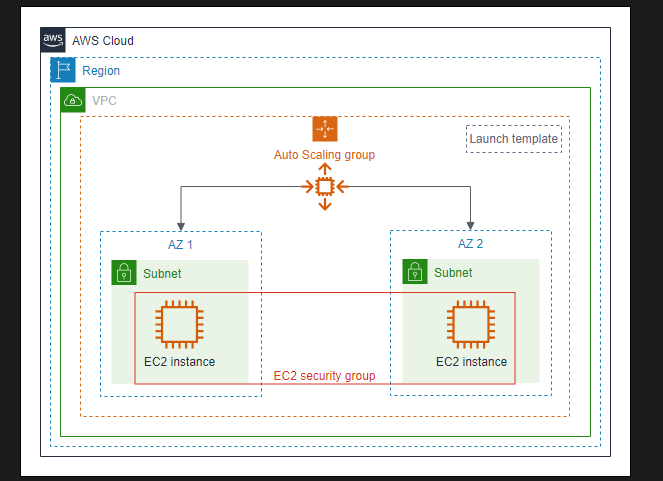 aws
AWS Cloud
Region
VPC
Launch template
Auto Scaling group
AZ 1
AZ 2
Subnet
Subnet
EC2 instance
EC2 instance
EC2 security group